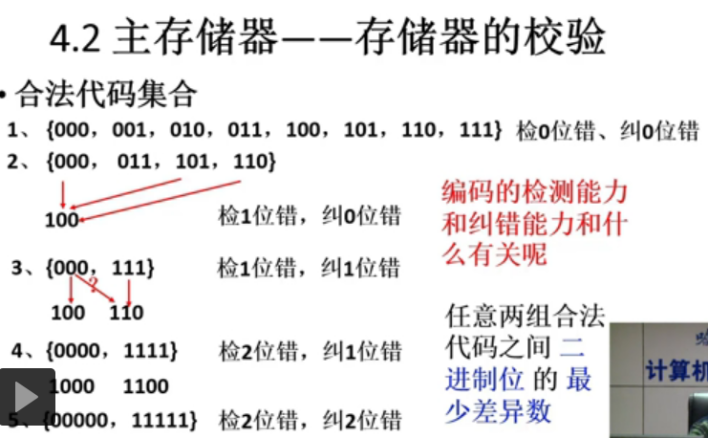 4.2 主存储器——存储器的校验
• 合法代码集合
1、 {000，001，010，011，100，101，110，111} 检0位错、纠0位错
2、 {000， 011，101，110}
100 检1位错，纠0位错
3、{000，111} 检1位错，纠1位错
?
100 110
4、{0000，1111} 检2位错，纠1位错
1000 1100
5、{00000，11111} 检2位错，纠2位错
编码的检测能力
和纠错能力和什
么有关呢
任意两组合法
代码之间 二
进制位 的 最
少差异数
计算机